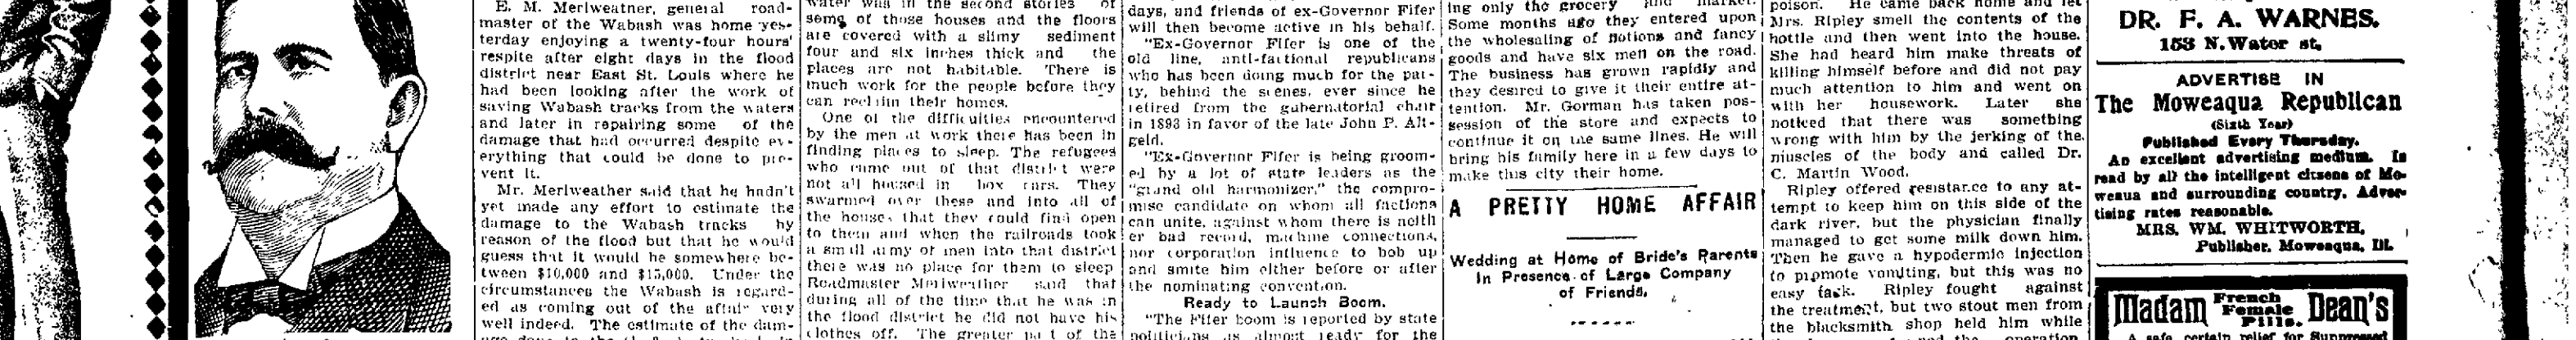 E. M. Merlweatner, general road-
master of the Wabash was home yes-
terday enjoying a twenty-four hours'
respite after eight days in the flood
district near East St. Louis where he
had been looking after the work of
saving Wabash tracks from the waters
and later in repairing some of the
damage that had occurred despite ev-
erything that could be done to pre-
vent it.
Mr. Meriweather said that he hadn't
yet made any effort to estimate the
damage to the Wabash tracks by
reason of the flood but that he would
guess that it would be somewhere be-
tween $10,000 and $15,000. Under the
circumstances the Wabash is regard-
ed as coming out of the affair very
well indeed. The estimate of the dam-
water was in the second stories of
some of those houses and the floors
are covered with a slimy sediment
four and six inches thick and the
places are not habitable. There is
much work for the people before they
can reclaim their homes.
One of the difficulties encountered
by the men at work there has been in
finding places to sleep. The refugees
who came out of that district were
not all housed in box cars. They
swarmed over these and into all of
the houses that they could find open
to them and when the railroads took
a small army of men into that district
there was no place for them to sleep
Roadmaster Meriweather said that
during all of the time that he was in
the flood district he did not have his
clothes off. The greater part of the
days, and friends of ex-Governor Fifer
will then become active in his behalf.
"Ex-Governor Fifer is one of the
old line, anti-factional republicans
who has been doing much for the par-
ty, behind the scenes, ever since he
retired from the gubernatorial chair
in 1893 in favor of the late John P. Alt-
geld.
"Ex-Governor Fifer is being groom-
ed by a lot of state leaders as the
"grand old harmonizer," the compro-
mise candidate on whom all factions
can unite, against whom there is neith
er bad record, machine connections,
nor corporation influence to bob up
and smite him either before or after
the nominating convention.
Ready to Launch Boom.
"The Fifer boom is reported by state
politicians as almost ready for the
ing only the grocery and market.
Some months ago they entered upon
the wholesaling of notions and fancy
goods and have six men on the road.
The business has grown rapidly and
they desired to give it their entire at-
tention. Mr. Gorman has taken pos-
session of the store and expects to
continue it on the same lines. He will
bring his family here in a few days to
make this city their home.
A PRETTY HOME AFFAIR
Wedding at Home of Bride's Parents
In Presence of Large Company
of Friends.
poison. He came back home and let
Mrs. Ripley smell the contents of the
bottle and then went into the house.
She had heard him make threats of
killing himself before and did not pay
much attention to him and went on
with her housework. Later she
noticed that there was something
wrong with him by the jerking of the
muscles of the body and called Dr.
C. Martin Wood.
Ripley offered resistance to any at-
tempt to keep him on this side of the
dark river, but the physician finally
managed to get some milk down him.
Then he gave a hypodermic injection
to promote vomiting, but this was no
easy task. Ripley fought against
the treatment, but two stout men from
the blacksmith shop held him while
DR. F. A. WARNES.
153 N. Water st,
ADVERTISE IN
The Moweaqua Republican
(Sixth Year)
Published Every Thursday.
An excellent advertising medium. Is
read by all the intelligent citzens of Mo-
weaua and surrounding country. Adver-
tising rates reasonable.
MRS. WM. WHITWORTH,
Publisher, Moweaqua, Ill.
Madam French Female Pills. Dean's
A safe, certain relief for Suppressed